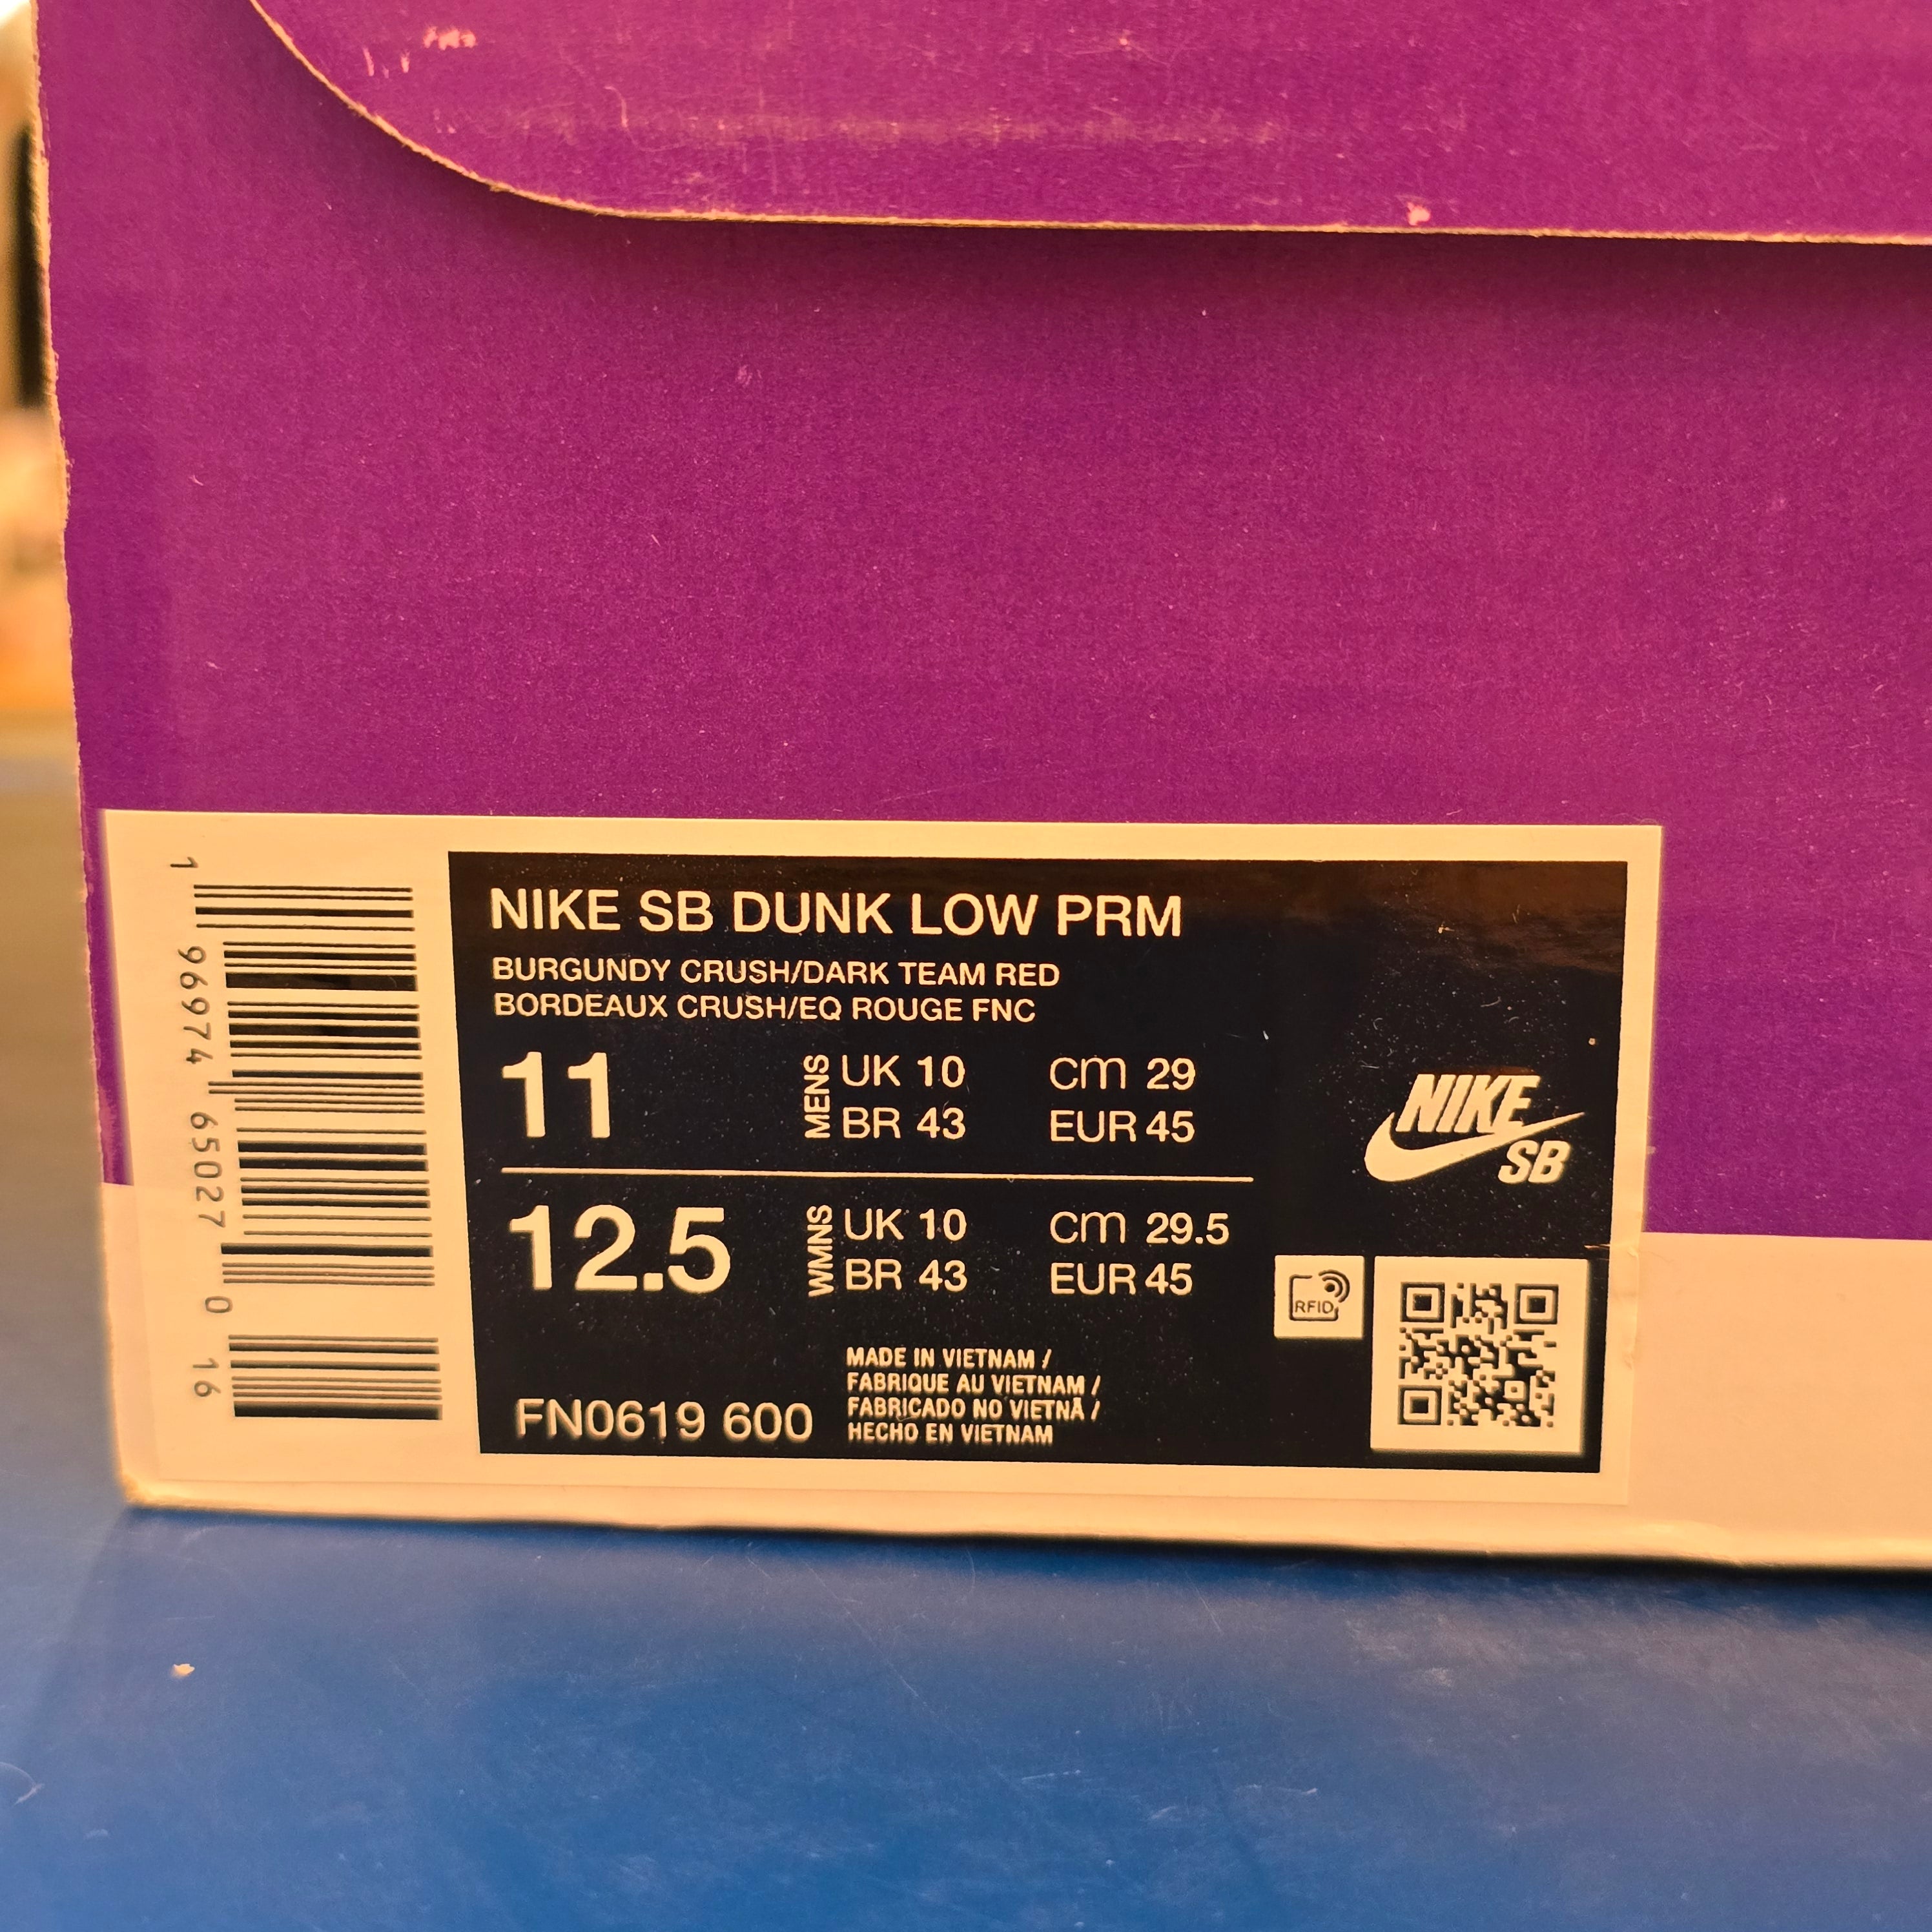 NIKE SB DUNK LOW PRM
BURGUNDY CRUSH/DARK TEAM RED
BORDEAUX CRUSH/EQ ROUGE FNC
11 MENS UK 10 cm 29
BR 43 EUR 45
12.5 WMNS UK 10 cm 29.5
BR 43 EUR 45
MADE IN VIETNAM /
FABRIQUE AU VIETNAM /
FABRICADO NO VIETNÃ /
HECHO EN VIETNAM
FN0619 600
NIKE
SB
RFID
1 96974 65027 0 16